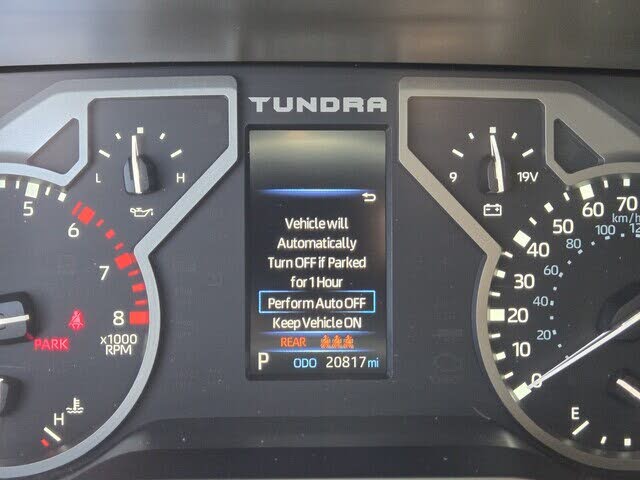 TUNDRA
L H
9 19V
5
6
7
8
x1000
RPM
PARK
H
Vehicle will
Automatically
Turn OFF if Parked
for 1 Hour
Perform Auto OFF
Keep Vehicle ON
REAR
P ODO 20817 mi
70
60
50
40
30
20
10
0
km/h
100
80
60
40
20
E